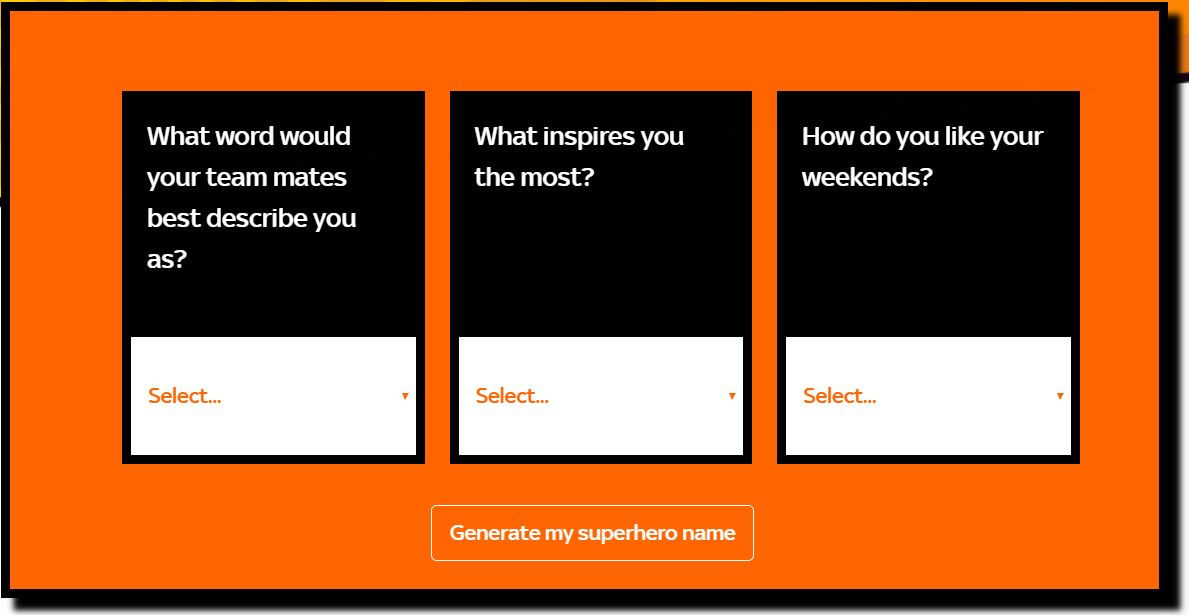 What word would
your team mates
best describe you
as?
Select...
What inspires you
the most?
Select...
How do you like your
weekends?
Select...
Generate my superhero name